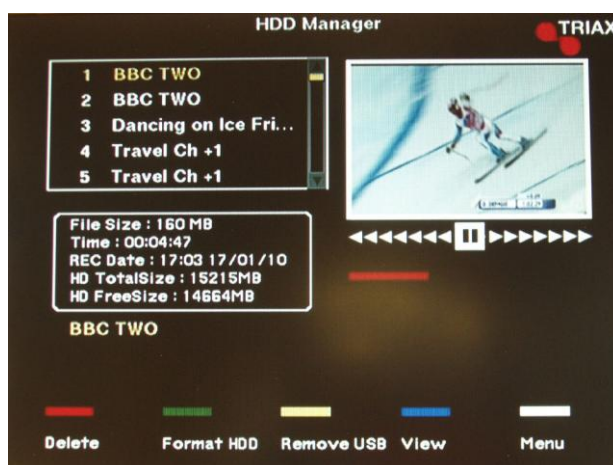 HDD Manager
TRIAX
1 BBC TWO
2 BBC TWO
3 Dancing on Ice Fri...
4 Travel Ch +1
5 Travel Ch +1
File Size : 160 MB
Time : 00:04:47
REC Date : 17:03 17/01/10
HD TotalSize : 15215MB
HD FreeSize : 14664MB
BBC TWO
Delete
Format HDD
Remove USB
View
Menu